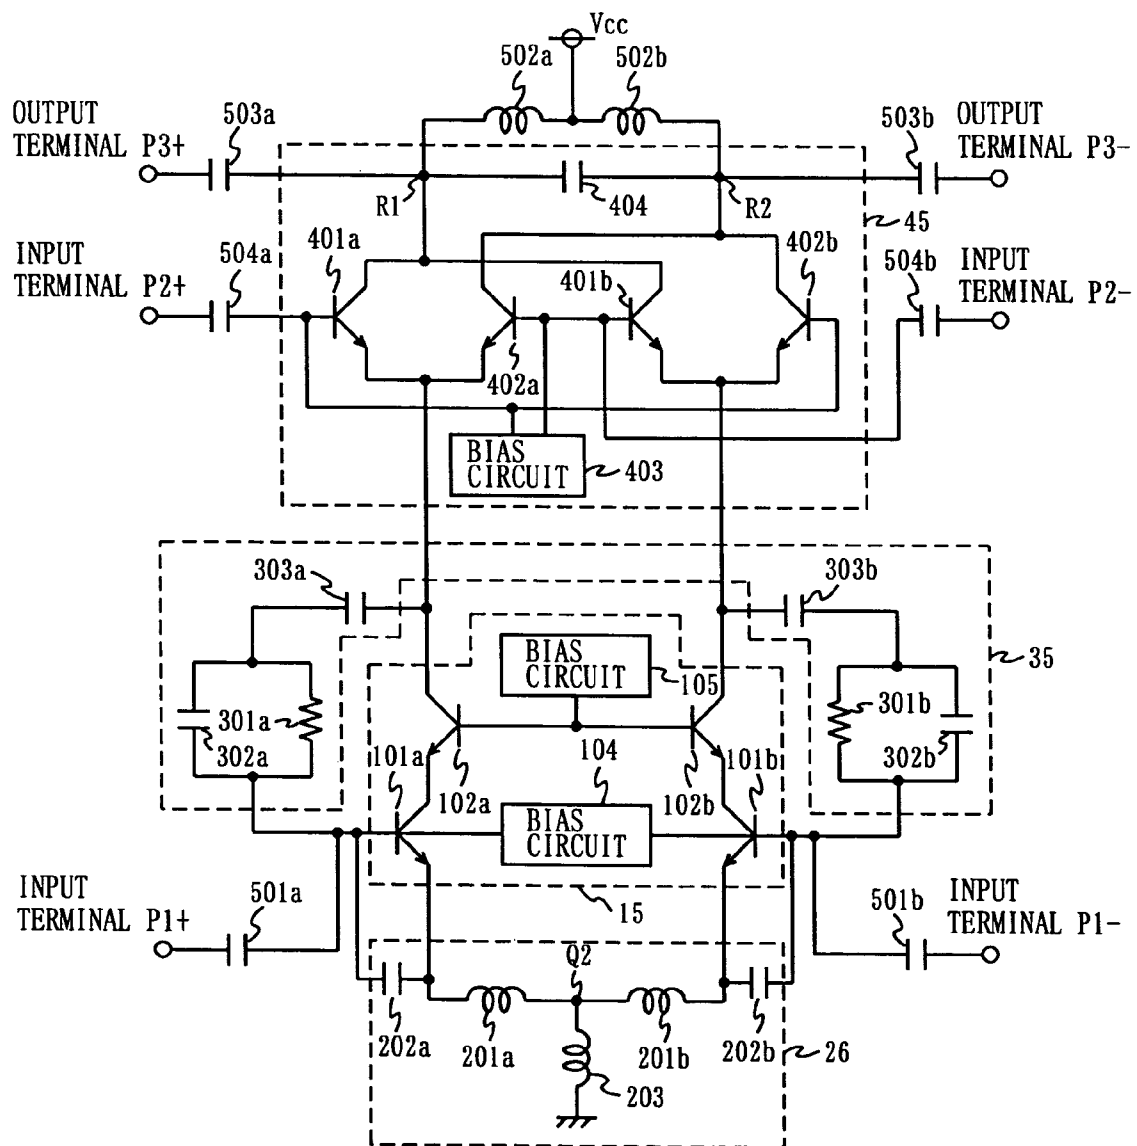 Vcc
502a
502b
OUTPUT
TERMINAL P3+
503a
503b
OUTPUT
TERMINAL P3-
R1
404
R2
45
INPUT
TERMINAL P2+
504a
401a
401b
402b
504b
INPUT
TERMINAL P2-
402a
BIAS
CIRCUIT
403
303a
303b
BIAS
CIRCUIT
105
35
301a
302a
301b
302b
101a
102a
104
102b
101b
BIAS
CIRCUIT
INPUT
TERMINAL P1+
501a
15
501b
INPUT
TERMINAL P1-
Q2
202a
201a
201b
202b
26
203